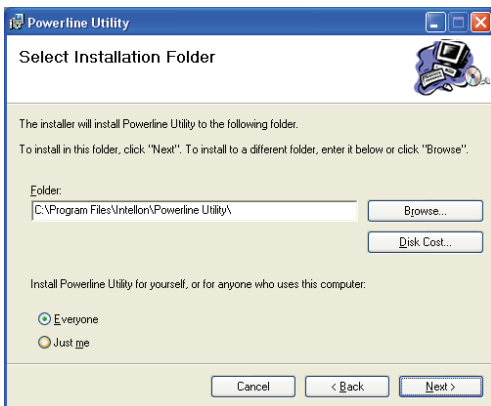 Powerline Utility
Select Installation Folder
The installer will install Powerline Utility to the following folder.
To install in this folder, click "Next". To install to a different folder, enter it below or click "Browse".
Folder:
C:\Program Files\Intellon\Powerline Utility\
Browse...
Disk Cost...
Install Powerline Utility for yourself, or for anyone who uses this computer:
Everyone
Just me
Cancel
< Back
Next >